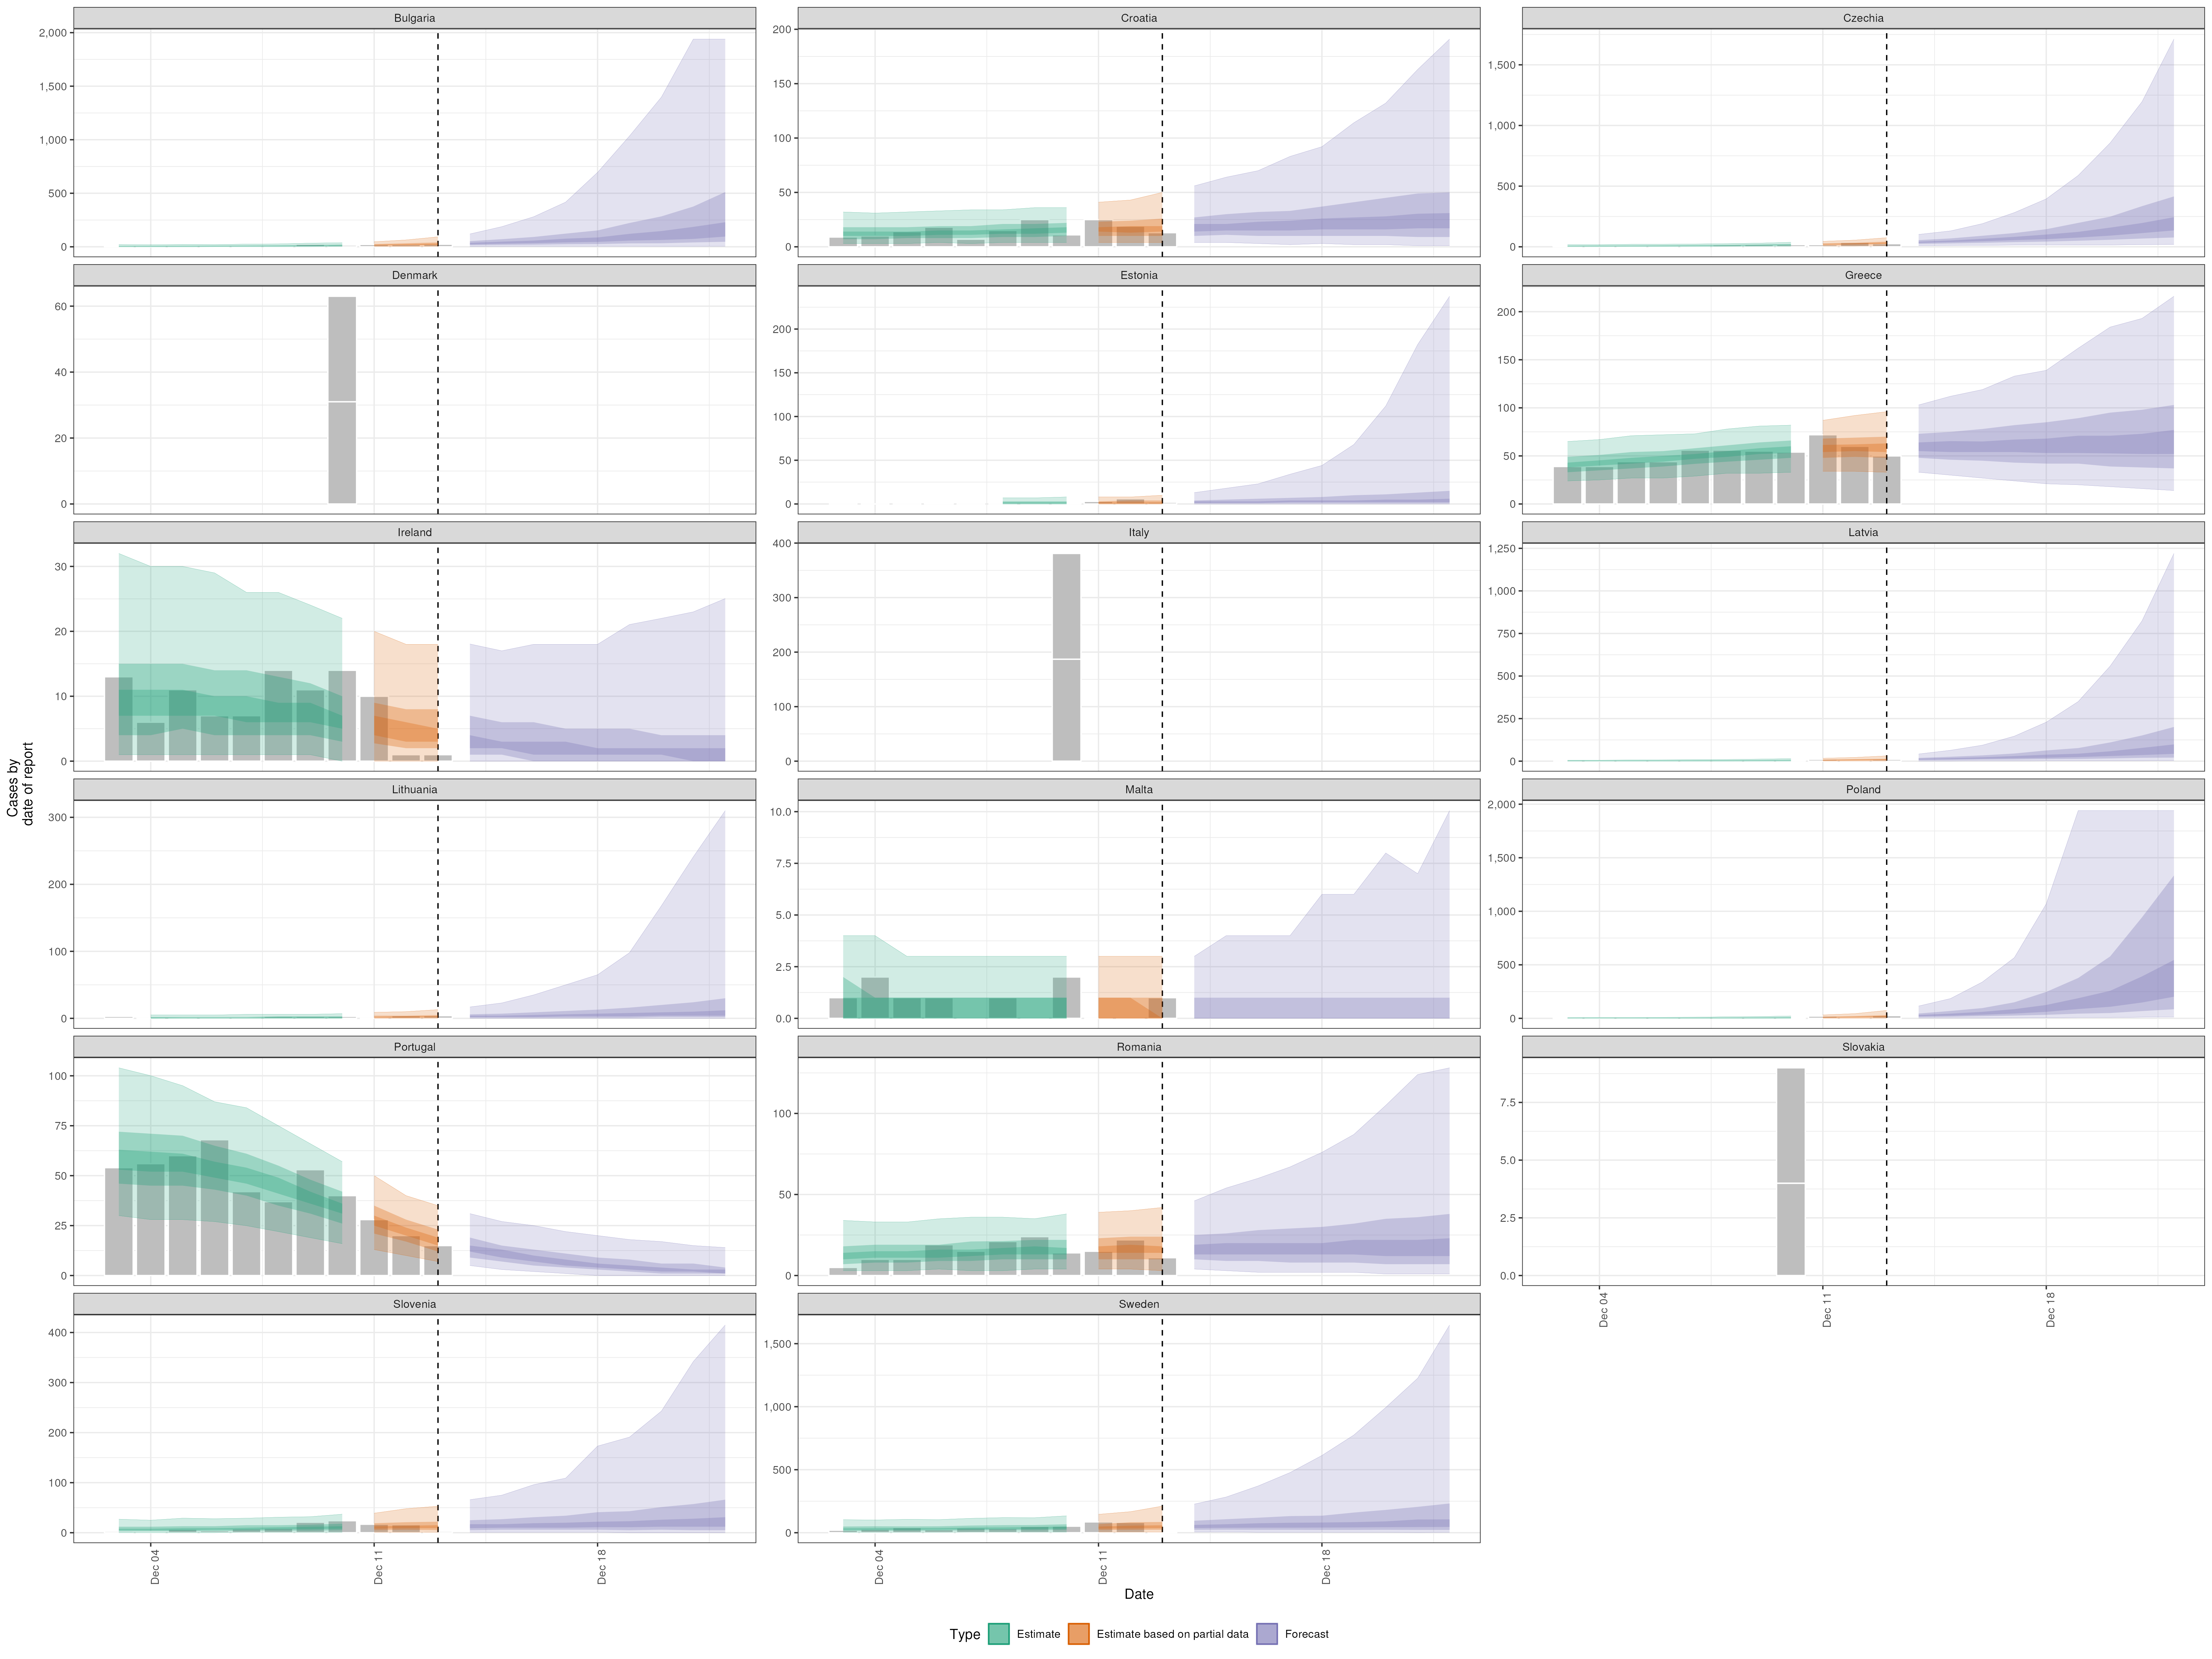 Bulgaria
2,000
1,500
1,000
500
0
Croatia
200
150
100
50
0
Czechia
1,500
1,000
500
0
Denmark
60
40
20
0
Estonia
200
150
100
50
0
Greece
200
150
100
50
0
Ireland
30
20
10
0
Italy
400
300
200
100
0
Latvia
1,250
1,000
750
500
250
0
Cases by
date of report
Lithuania
300
200
100
0
Malta
10.0
7.5
5.0
2.5
0.0
Poland
2,000
1,500
1,000
500
0
Portugal
100
75
50
25
0
Romania
100
50
0
Slovakia
7.5
5.0
2.5
0.0
Dec 04
Dec 11
Dec 18
Slovenia
400
300
200
100
0
Dec 04
Dec 11
Dec 18
Sweden
1,500
1,000
500
0
Dec 04
Dec 11
Dec 18
Date
Type Estimate Estimate based on partial data Forecast